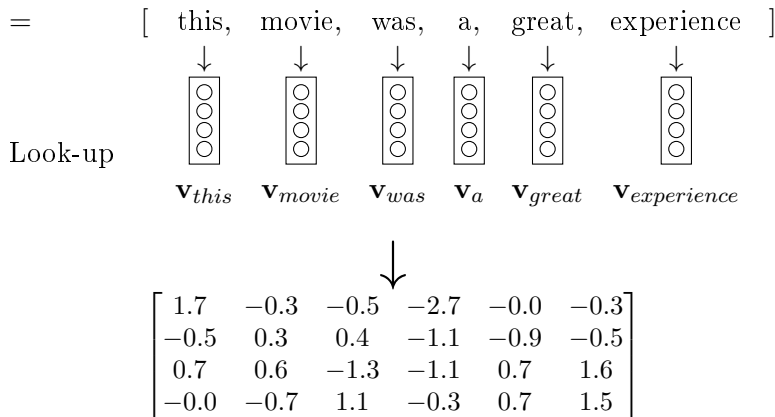 = [ this, movie, was, a, great, experience ]
↓ ↓ ↓ ↓ ↓ ↓
Look-up
v_this v_movie v_was v_a v_great v_experience
↓
1.7 −0.3 −0.5 −2.7 −0.0 −0.3
−0.5 0.3 0.4 −1.1 −0.9 −0.5
0.7 0.6 −1.3 −1.1 0.7 1.6
−0.0 −0.7 1.1 −0.3 0.7 1.5